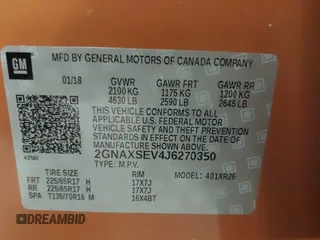 GM
MFD BY GENERAL MOTORS OF CANADA COMPANY
01/18 GVWR GAWR FRT GAWR RR
2100 KG 1175 KG 1200 KG
4630 LB 2590 LB 2645 LB
THIS VEHICLE CONFORMS TO ALL
APPLICABLE U.S. FEDERAL MOTOR
VEHICLE SAFETY AND THEFT PREVENTION
STANDARDS IN EFFECT ON THE DATE OF
MANUFACTURE SHOWN ABOVE.
2GNAXSEV4J6270350
TYPE: M.P.V.
TIRE SIZE RIM MODEL: 401XR26
FRT 225/65R17 H 17X7J
RR 225/65R17 H 17X7J
SPA T135/70R16 M 16X4BT